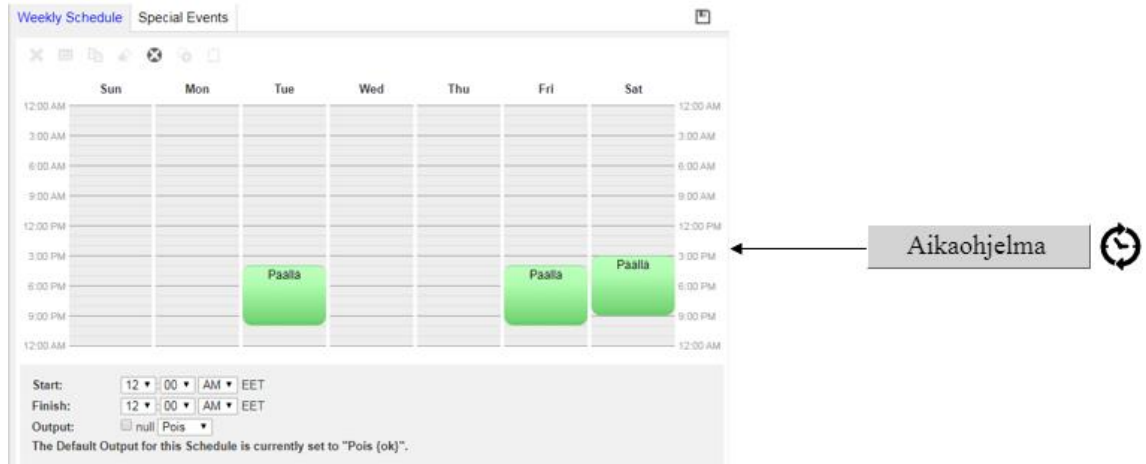 Weekly Schedule Special Events
Sun Mon Tue Wed Thu Fri Sat
12:00 AM 12:00 AM
3:00 AM 3:00 AM
6:00 AM 6:00 AM
9:00 AM 9:00 AM
12:00 PM 12:00 PM
3:00 PM 3:00 PM
Päällä Päällä Päällä
6:00 PM 6:00 PM
9:00 PM 9:00 PM
12:00 AM 12:00 AM
Aikaohjelma
Start: 12 : 00 AM EET
Finish: 12 : 00 AM EET
Output: null Pois
The Default Output for this Schedule is currently set to "Pois {ok}".